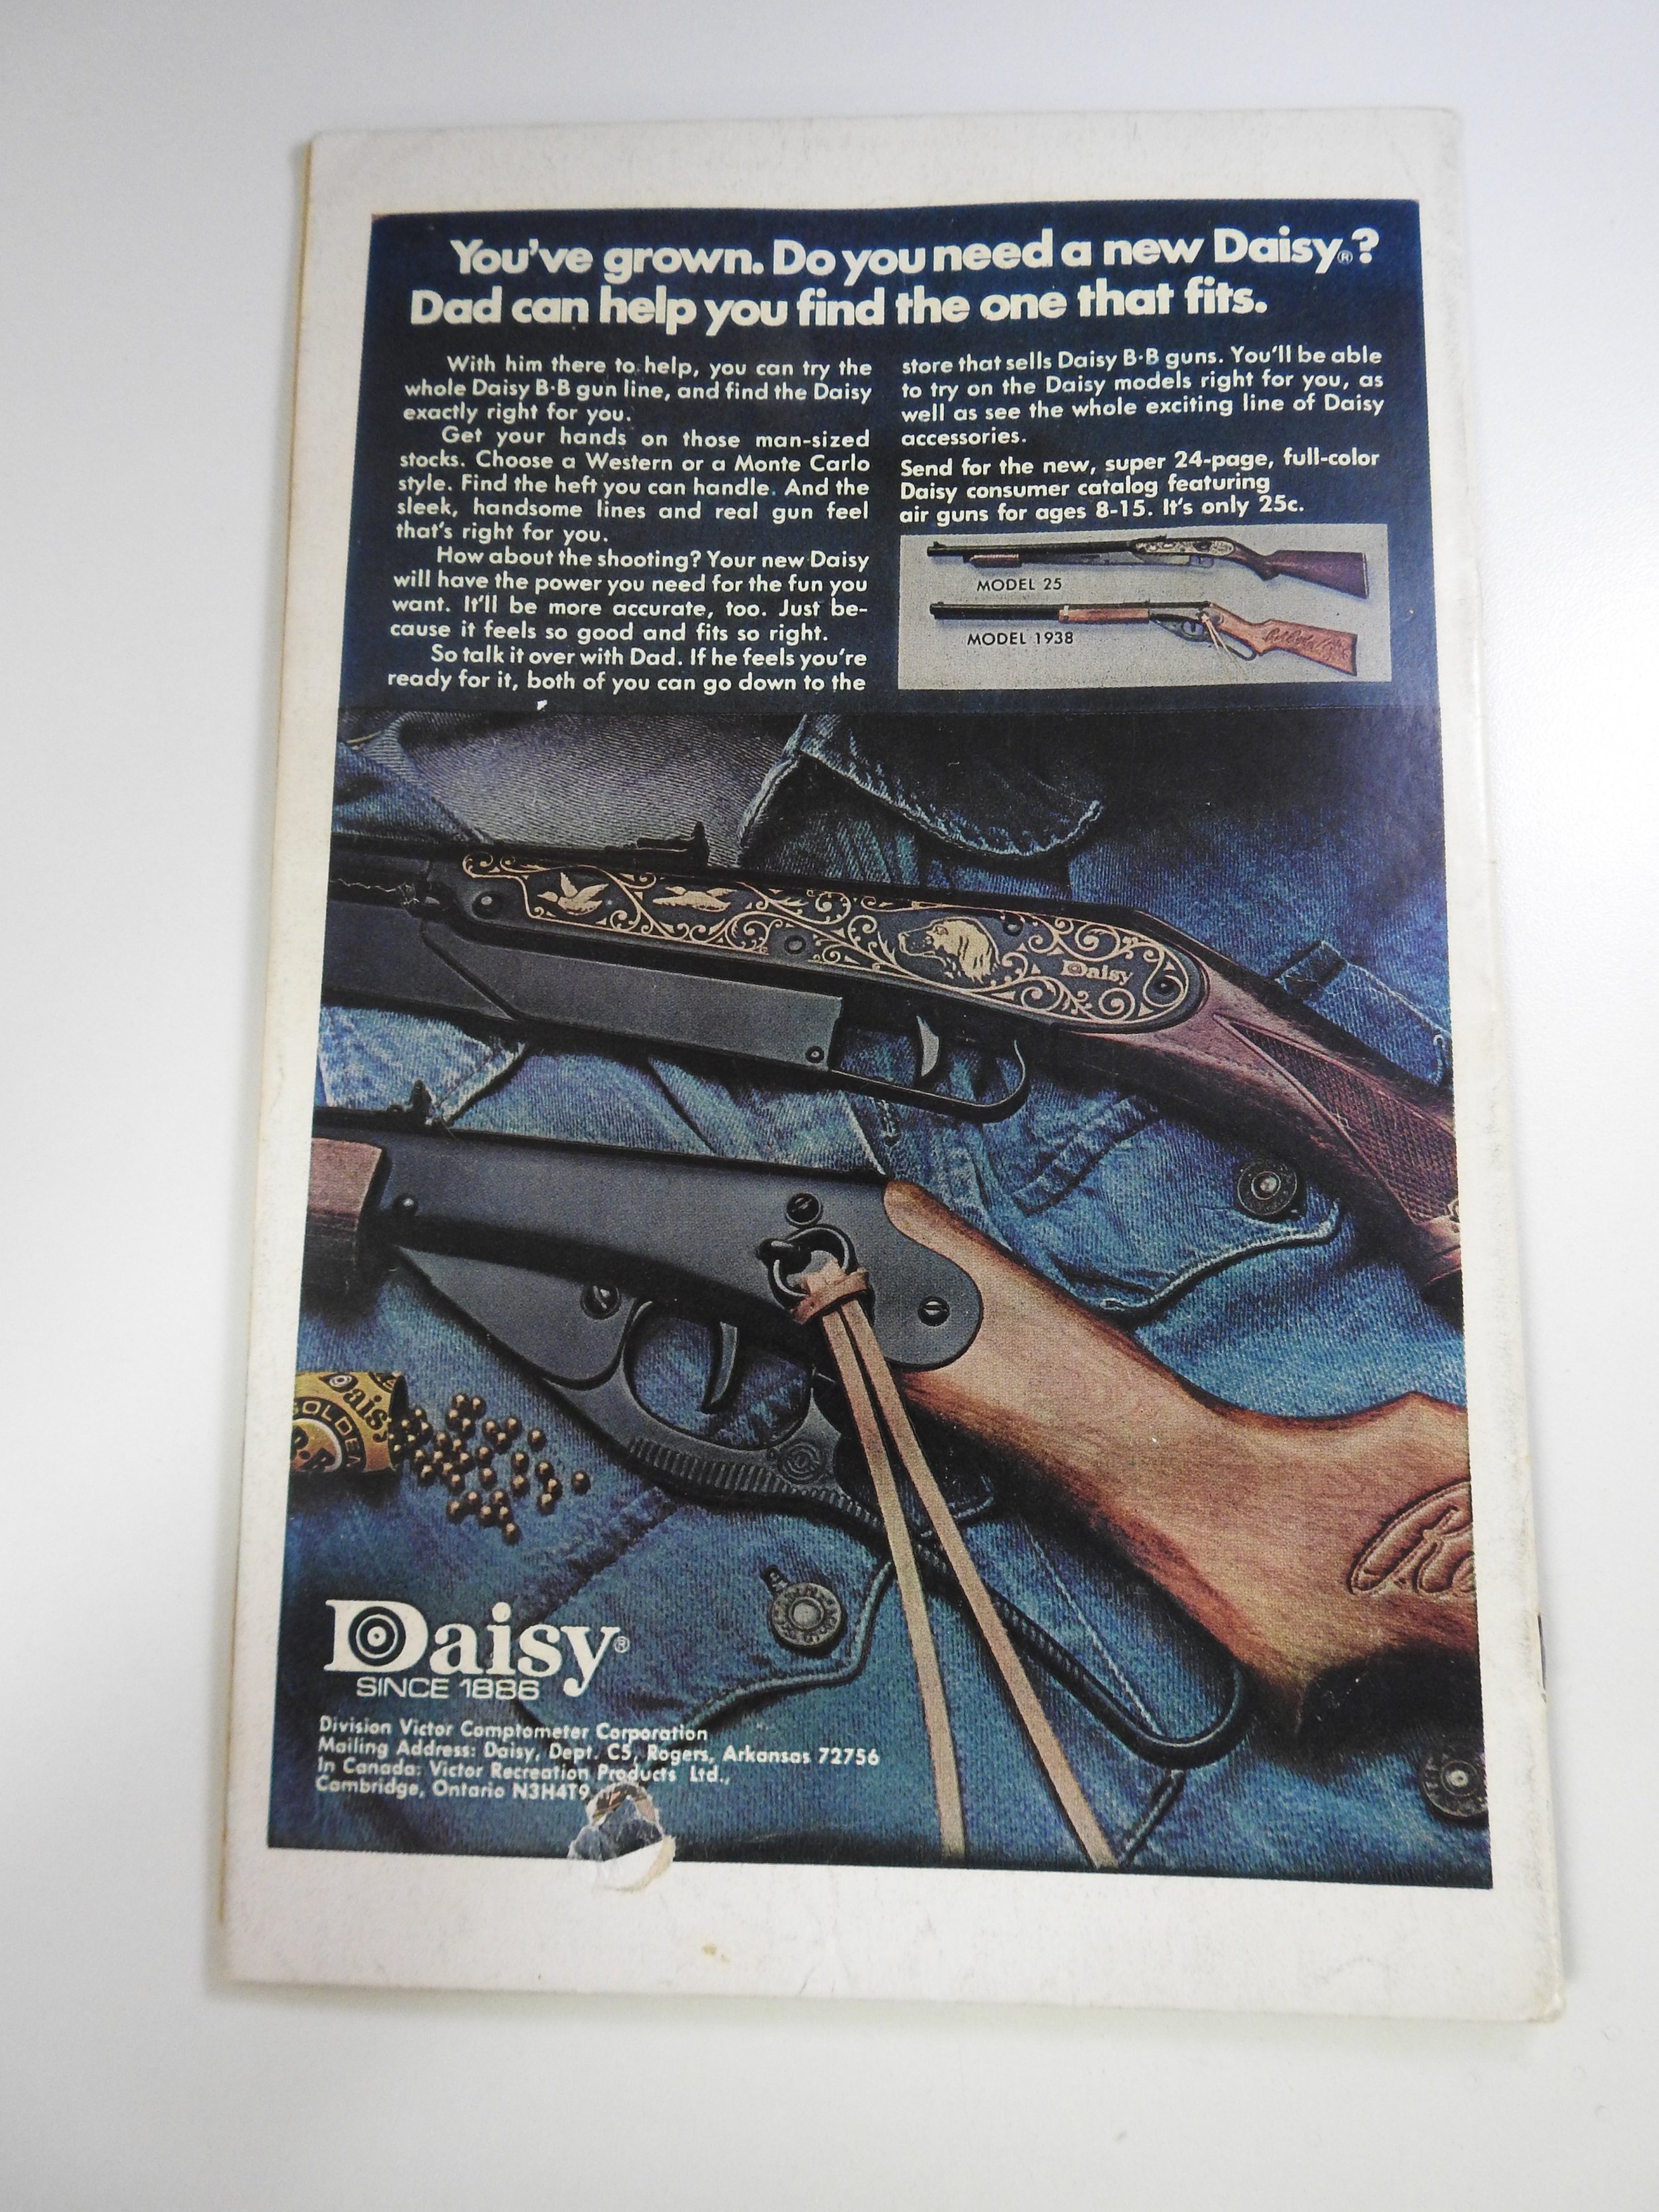 You've grown. Do you need a new Daisy®?
Dad can help you find the one that fits.
With him there to help, you can try the
whole Daisy B·B gun line, and find the Daisy
exactly right for you.
Get your hands on those man-sized
stocks. Choose a Western or a Monte Carlo
style. Find the heft you can handle. And the
sleek, handsome lines and real gun feel
that's right for you.
How about the shooting? Your new Daisy
will have the power you need for the fun you
want. It'll be more accurate, too. Just be-
cause it feels so good and fits so right.
So talk it over with Dad. If he feels you're
ready for it, both of you can go down to the
store that sells Daisy B·B guns. You'll be able
to try on the Daisy models right for you, as
well as see the whole exciting line of Daisy
accessories.
Send for the new, super 24-page, full-color
Daisy consumer catalog featuring
air guns for ages 8-15. It's only 25c.
MODEL 25
MODEL 1938
Daisy
Daisy
GOLDEN
Daisy®
SINCE 1886
Division Victor Comptometer Corporation
Mailing Address: Daisy, Dept. C5, Rogers, Arkansas 72756
In Canada: Victor Recreation Products Ltd.,
Cambridge, Ontario N3H4T9